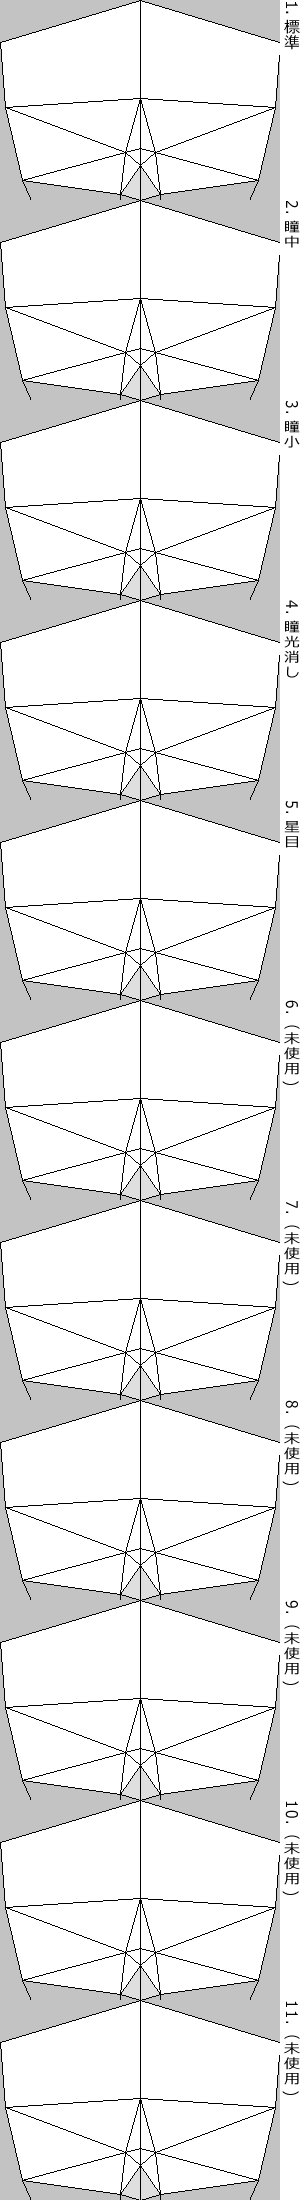 1. 標準
2. 瞳中
3. 瞳小
4. 瞳光消し
5. 星目
6. （未使用）
7. （未使用）
8. （未使用）
9. （未使用）
10. （未使用）
11. （未使用）